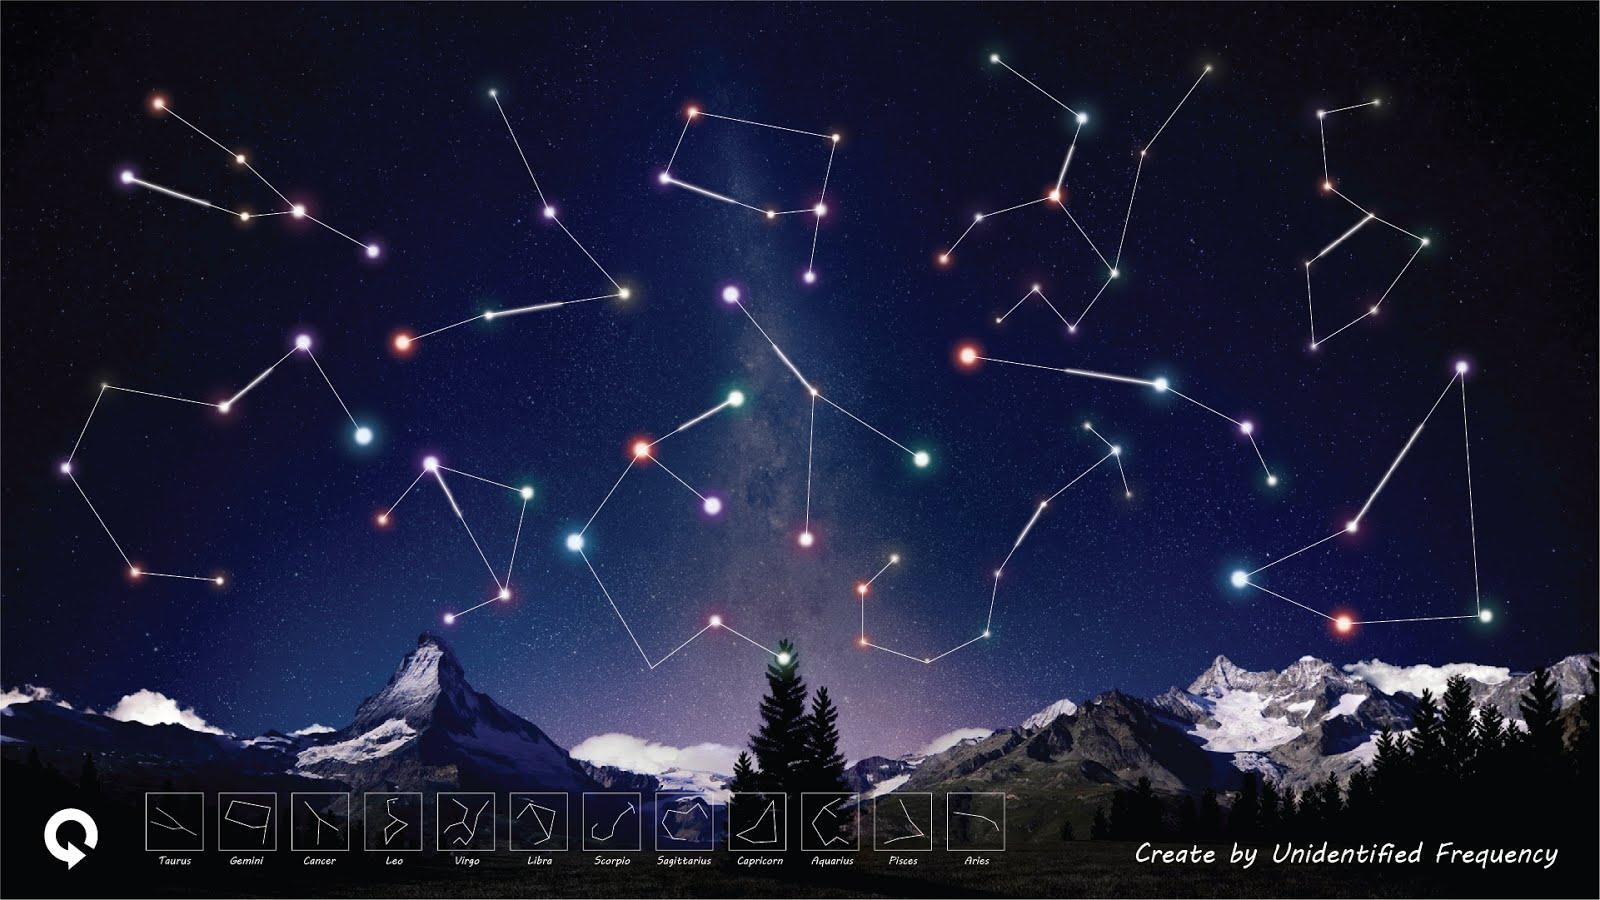 Taurus
Gemini
Cancer
Leo
Virgo
Libra
Scorpio
Sagittarius
Capricorn
Aquarius
Pisces
Aries
Create by Unidentified Frequency